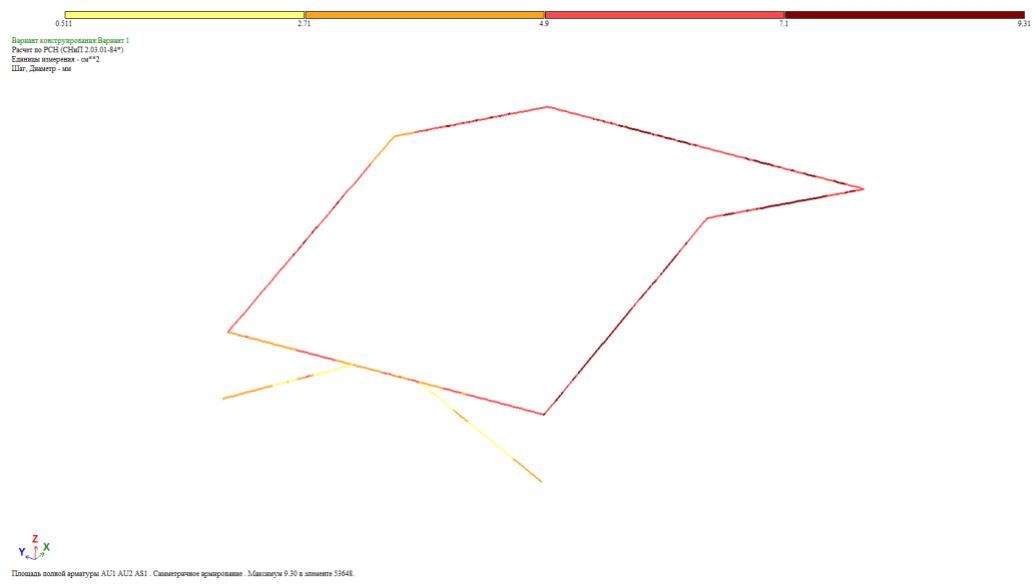 0.511 2.71 4.9 7.1 9.31
Вариант конструирования:Вариант 1
Расчет по РСН (СНиП 2.03.01-84*)
Единицы измерения - см**2
Шаг, Диаметр - мм
Z
Y X
Площадь полной арматуры AU1 AU2 AS1 . Симметричное армирование . Максимум 9.30 в элементе 53648.